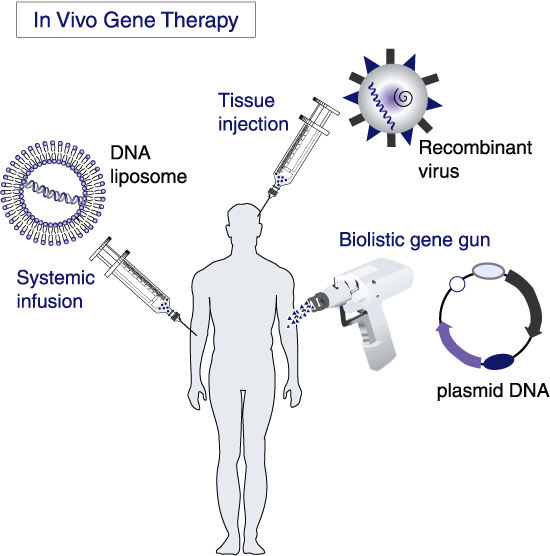 In Vivo Gene Therapy
Tissue
injection
Recombinant
virus
DNA
liposome
Systemic
infusion
Biolistic gene gun
plasmid DNA